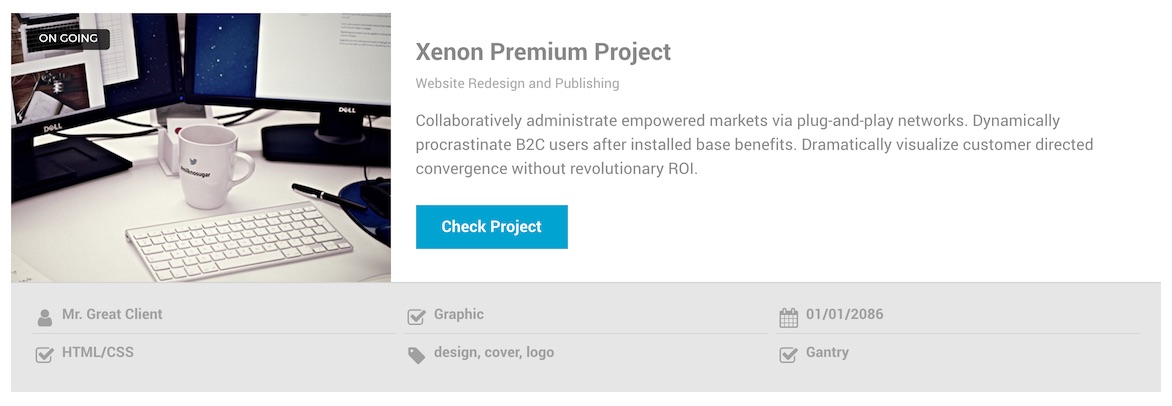 ON GOING
DELL
DELL
Xenon Premium Project
Website Redesign and Publishing
Collaboratively administrate empowered markets via plug-and-play networks. Dynamically
procrastinate B2C users after installed base benefits. Dramatically visualize customer directed
convergence without revolutionary ROI.
Check Project
Mr. Great Client
Graphic
01/01/2086
HTML/CSS
design, cover, logo
Gantry